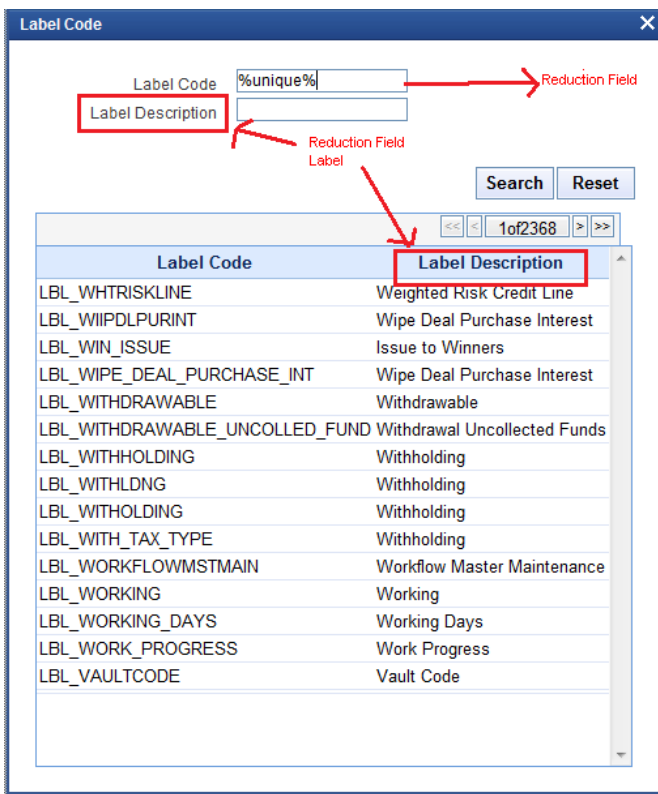 Label Code
Label Code %unique% Reduction Field
Label Description
Reduction Field
Label
Search Reset
<< < 1of2368 > >>
Label Code Label Description
LBL_WHTRISKLINE Weighted Risk Credit Line
LBL_WIIPDLPURINT Wipe Deal Purchase Interest
LBL_WIN_ISSUE Issue to Winners
LBL_WIPE_DEAL_PURCHASE_INT Wipe Deal Purchase Interest
LBL_WITHDRAWABLE Withdrawable
LBL_WITHDRAWABLE_UNCOLLED_FUND Withdrawal Uncollected Funds
LBL_WITHHOLDING Withholding
LBL_WITHLDNG Withholding
LBL_WITHOLDING Withholding
LBL_WITH_TAX_TYPE Withholding
LBL_WORKFLOWMSTMAIN Workflow Master Maintenance
LBL_WORKING Working
LBL_WORKING_DAYS Working Days
LBL_WORK_PROGRESS Work Progress
LBL_VAULTCODE Vault Code